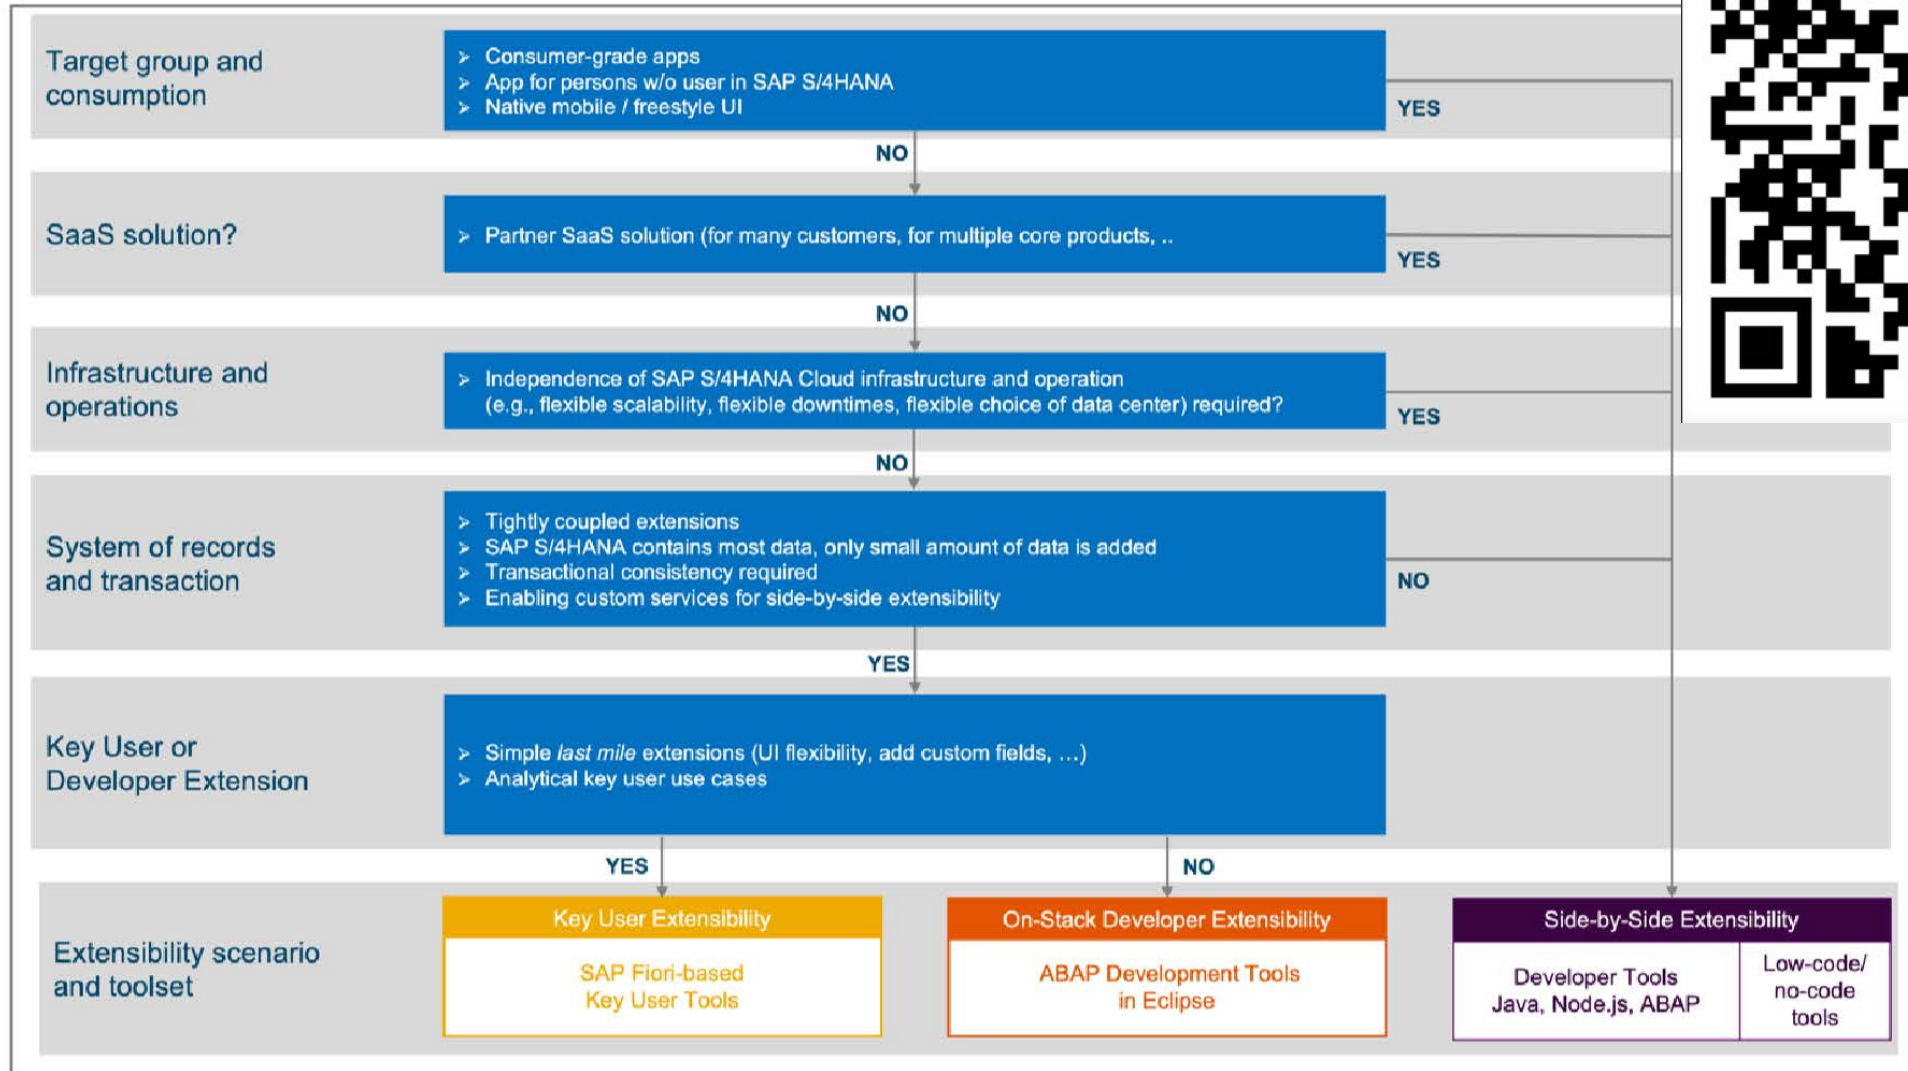 Target group and
consumption
➢ Consumer-grade apps
➢ App for persons w/o user in SAP S/4HANA
➢ Native mobile / freestyle UI
YES
NO
SaaS solution?
➢ Partner SaaS solution (for many customers, for multiple core products, ..
YES
NO
Infrastructure and
operations
➢ Independence of SAP S/4HANA Cloud infrastructure and operation
(e.g., flexible scalability, flexible downtimes, flexible choice of data center) required?
YES
NO
System of records
and transaction
➢ Tightly coupled extensions
➢ SAP S/4HANA contains most data, only small amount of data is added
➢ Transactional consistency required
➢ Enabling custom services for side-by-side extensibility
NO
YES
Key User or
Developer Extension
➢ Simple last mile extensions (UI flexibility, add custom fields, ...)
➢ Analytical key user use cases
YES
NO
Extensibility scenario
and toolset
Key User Extensibility
SAP Fiori-based
Key User Tools
On-Stack Developer Extensibility
ABAP Development Tools
in Eclipse
Side-by-Side Extensibility
Developer Tools
Java, Node.js, ABAP
Low-code/
no-code
tools